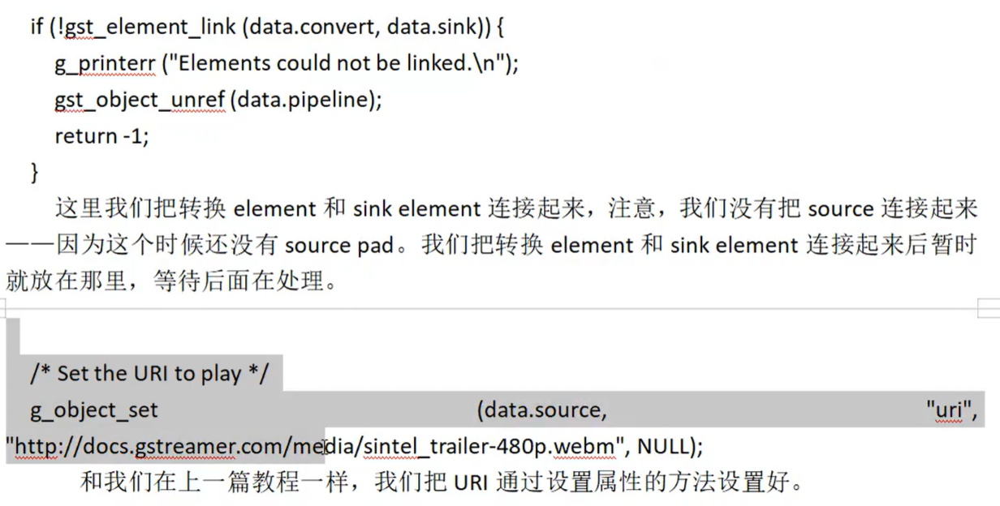 if (!gst_element_link (data.convert, data.sink)) {
g_printerr ("Elements could not be linked.\n");
gst_object_unref (data.pipeline);
return -1;
}
这里我们把转换 element 和 sink element 连接起来，注意，我们没有把 source 连接起来
——因为这个时候还没有 source pad。我们把转换 element 和 sink element 连接起来后暂时
就放在那里，等待后面在处理。
/* Set the URI to play */
g_object_set (data.source, "uri",
"http://docs.gstreamer.com/media/sintel_trailer-480p.webm", NULL);
和我们在上一篇教程一样，我们把 URI 通过设置属性的方法设置好。